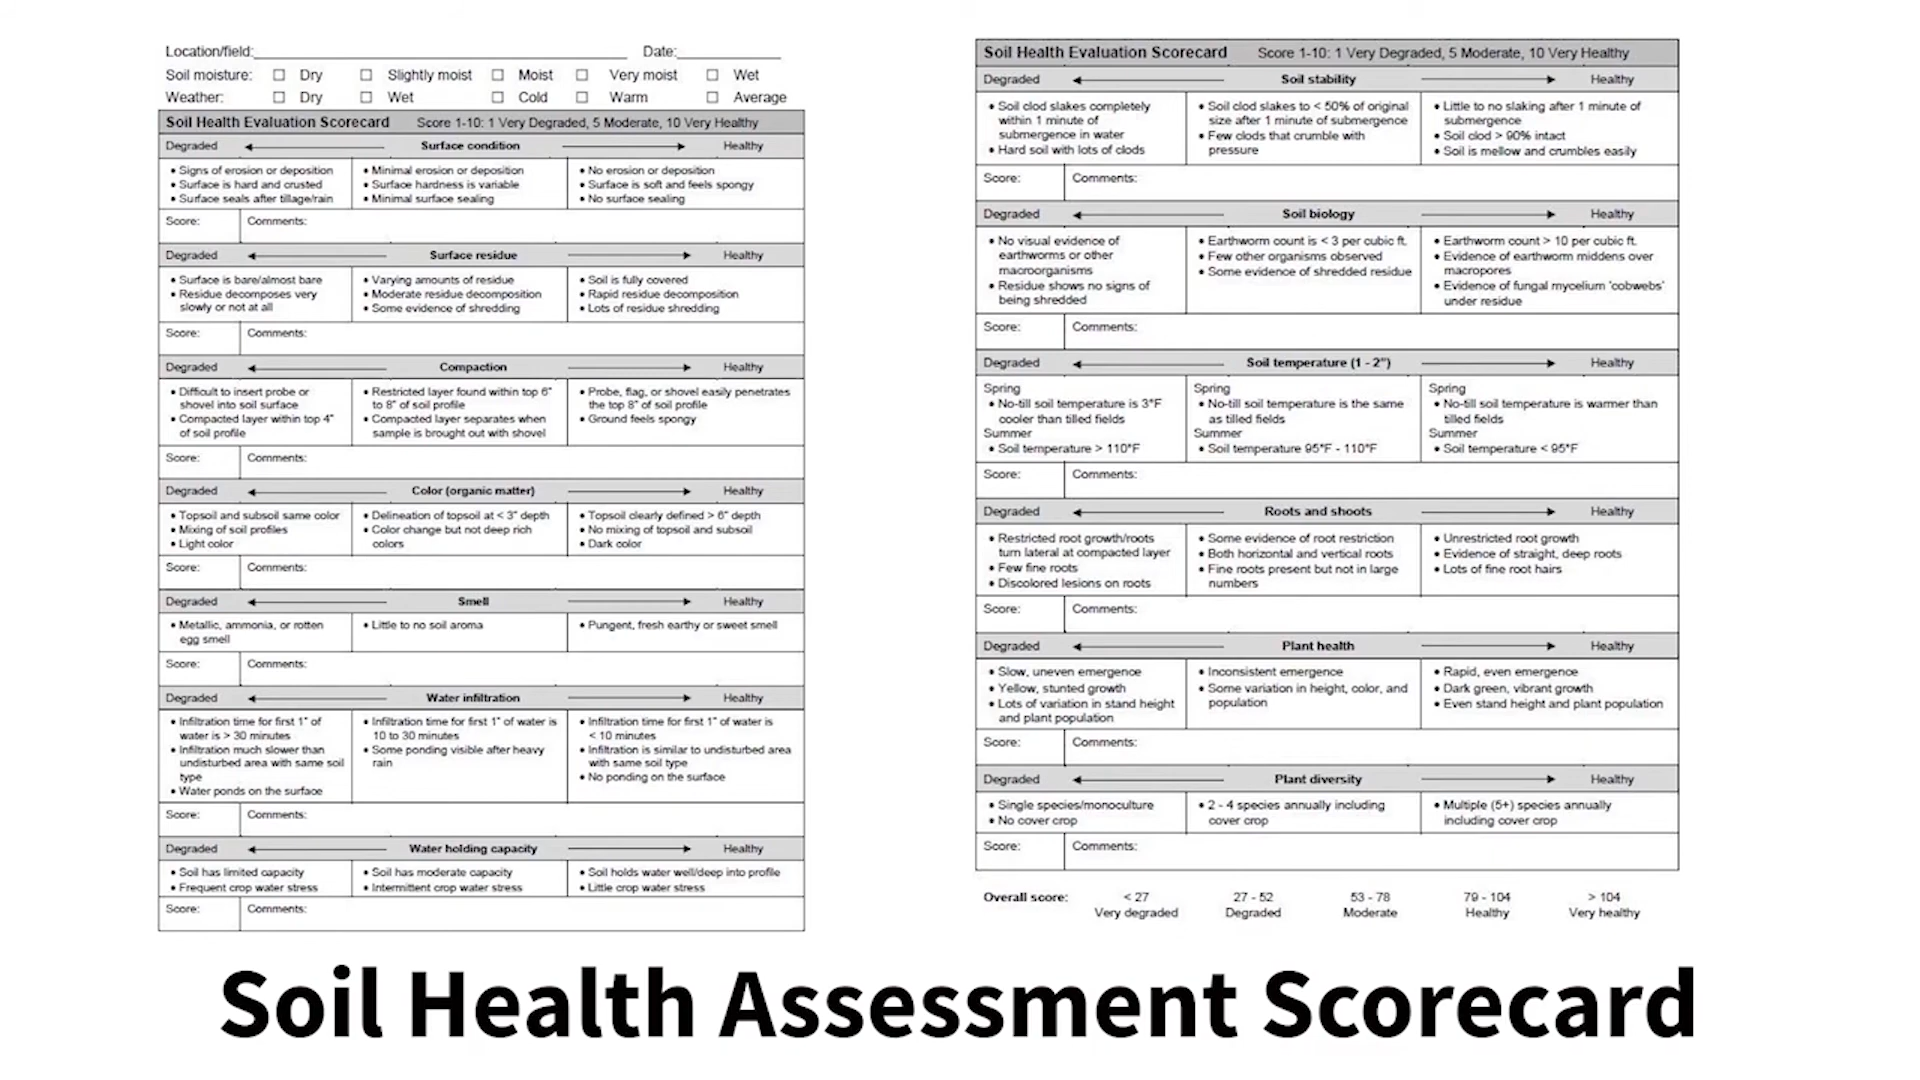 Location/field: Date:
Soil moisture: Dry Slightly moist Moist Very moist Wet
Weather: Dry Wet Cold Warm Average
Soil Health Evaluation Scorecard Score 1-10: 1 Very Degraded, 5 Moderate, 10 Very Healthy
Degraded Surface condition Healthy
• Signs of erosion or deposition
• Surface is hard and crusted
• Surface seals after tillage/rain
• Minimal erosion or deposition
• Surface hardness is variable
• Minimal surface sealing
• No erosion or deposition
• Surface is soft and feels spongy
• No surface sealing
Score: Comments:
Degraded Surface residue Healthy
• Surface is bare/almost bare
• Residue decomposes very
slowly or not at all
• Varying amounts of residue
• Moderate residue decomposition
• Some evidence of shredding
• Soil is fully covered
• Rapid residue decomposition
• Lots of residue shredding
Score: Comments:
Degraded Compaction Healthy
• Difficult to insert probe or
shovel into soil surface
• Compacted layer within top 4"
of soil profile
• Restricted layer found within top 6"
to 8" of soil profile
• Compacted layer separates when
sample is brought out with shovel
• Probe, flag, or shovel easily penetrates
the top 8" of soil profile
• Ground feels spongy
Score: Comments:
Degraded Color (organic matter) Healthy
• Topsoil and subsoil same color
• Mixing of soil profiles
• Light color
• Delineation of topsoil at < 3" depth
• Color change but not deep rich
colors
• Topsoil clearly defined > 6" depth
• No mixing of topsoil and subsoil
• Dark color
Score: Comments:
Degraded Smell Healthy
• Metallic, ammonia, or rotten
egg smell
• Little to no soil aroma
• Pungent, fresh earthy or sweet smell
Score: Comments:
Degraded Water infiltration Healthy
• Infiltration time for first 1" of
water is > 30 minutes
• Infiltration much slower than
undisturbed area with same soil
type
• Water ponds on the surface
• Infiltration time for first 1" of water is
10 to 30 minutes
• Some ponding visible after heavy
rain
• Infiltration time for first 1" of water is
< 10 minutes
• Infiltration is similar to undisturbed area
with same soil type
• No ponding on the surface
Score: Comments:
Degraded Water holding capacity Healthy
• Soil has limited capacity
• Frequent crop water stress
• Soil has moderate capacity
• Intermittent crop water stress
• Soil holds water well/deep into profile
• Little crop water stress
Score: Comments:
Soil Health Evaluation Scorecard Score 1-10: 1 Very Degraded, 5 Moderate, 10 Very Healthy
Degraded Soil stability Healthy
• Soil clod slakes completely
within 1 minute of
submergence in water
• Hard soil with lots of clods
• Soil clod slakes to < 50% of original
size after 1 minute of submergence
• Few clods that crumble with
pressure
• Little to no slaking after 1 minute of
submergence
• Soil clod > 90% intact
• Soil is mellow and crumbles easily
Score: Comments:
Degraded Soil biology Healthy
• No visual evidence of
earthworms or other
macroorganisms
• Residue shows no signs of
being shredded
• Earthworm count is < 3 per cubic ft.
• Few other organisms observed
• Some evidence of shredded residue
• Earthworm count > 10 per cubic ft.
• Evidence of earthworm middens over
macropores
• Evidence of fungal mycelium 'cobwebs'
under residue
Score: Comments:
Degraded Soil temperature (1 - 2") Healthy
Spring
• No-till soil temperature is 3°F
cooler than tilled fields
Summer
• Soil temperature > 110°F
Spring
• No-till soil temperature is the same
as tilled fields
Summer
• Soil temperature 95°F - 110°F
Spring
• No-till soil temperature is warmer than
tilled fields
Summer
• Soil temperature < 95°F
Score: Comments:
Degraded Roots and shoots Healthy
• Restricted root growth/roots
turn lateral at compacted layer
• Few fine roots
• Discolored lesions on roots
• Some evidence of root restriction
• Both horizontal and vertical roots
• Fine roots present but not in large
numbers
• Unrestricted root growth
• Evidence of straight, deep roots
• Lots of fine root hairs
Score: Comments:
Degraded Plant health Healthy
• Slow, uneven emergence
• Yellow, stunted growth
• Lots of variation in stand height
and plant population
• Inconsistent emergence
• Some variation in height, color, and
population
• Rapid, even emergence
• Dark green, vibrant growth
• Even stand height and plant population
Score: Comments:
Degraded Plant diversity Healthy
• Single species/monoculture
• No cover crop
• 2 - 4 species annually including
cover crop
• Multiple (5+) species annually
including cover crop
Score: Comments:
Overall score: < 27 27 - 52 53 - 78 79 - 104 > 104
Very degraded Degraded Moderate Healthy Very healthy
Soil Health Assessment Scorecard